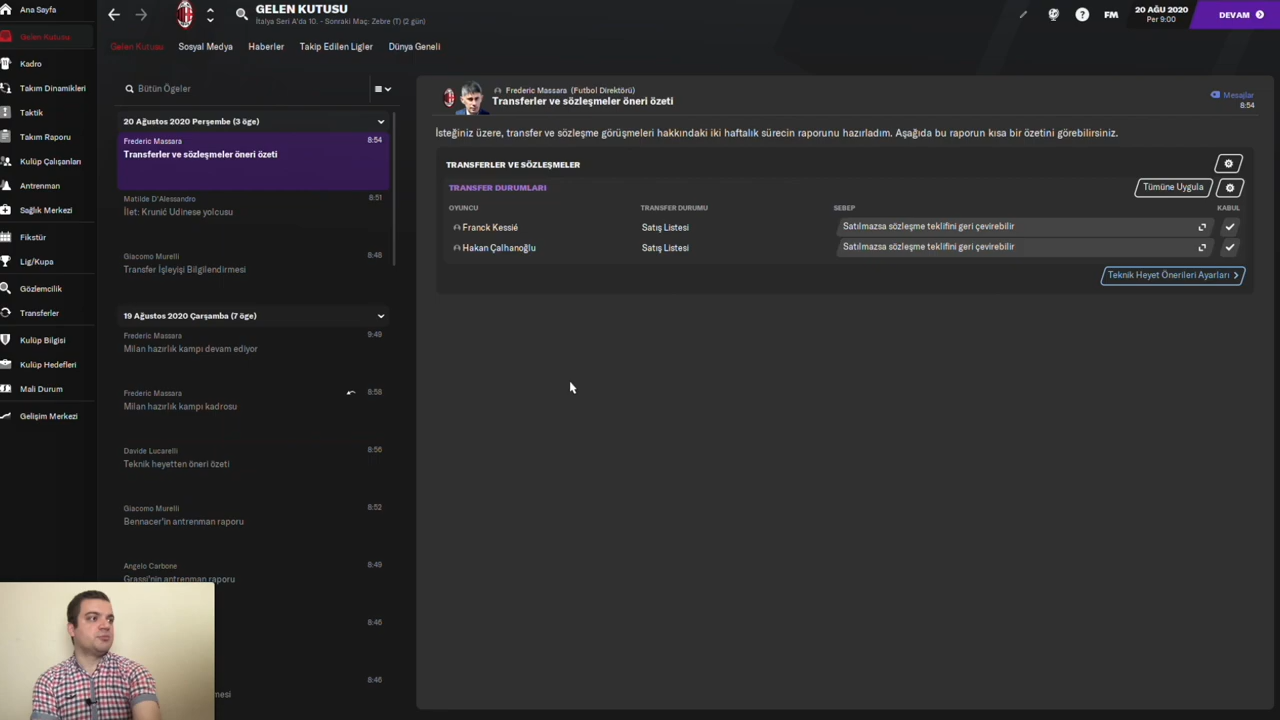 Ana Sayfa
Gelen Kutusu
Kadro
Takım Dinamikleri
Taktik
Takım Raporu
Kulüp Çalışanları
Antrenman
Sağlık Merkezi
Fikstür
Lig/Kupa
Gözlemcilik
Transferler
Kulüp Bilgisi
Kulüp Hedefleri
Mali Durum
Gelişim Merkezi
GELEN KUTUSU
İtalya Seri A'da 10. - Sonraki Maç: Zebre (T) (2 gün)
FM
20 AĞU 2020
Per 9:00
DEVAM
Gelen Kutusu
Sosyal Medya
Haberler
Takip Edilen Ligler
Dünya Geneli
Bütün Ögeler
20 Ağustos 2020 Perşembe (3 öge)
Frederic Massara 8:54
Transferler ve sözleşmeler öneri özeti
Matilde D'Alessandro 8:51
İlet: Krunić Udinese yolcusu
Giacomo Murelli 8:48
Transfer İşleyişi Bilgilendirmesi
19 Ağustos 2020 Çarşamba (7 öge)
Frederic Massara 9:49
Milan hazırlık kampı devam ediyor
Frederic Massara 8:58
Milan hazırlık kampı kadrosu
Davide Lucarelli 8:56
Teknik heyetten öneri özeti
Giacomo Murelli 8:52
Bennacer'in antrenman raporu
Angelo Carbone 8:49
Grassi'nin antrenman raporu
8:46
8:46
mesi
Frederic Massara (Futbol Direktörü)
Transferler ve sözleşmeler öneri özeti
Mesajlar
8:54
İsteğiniz üzere, transfer ve sözleşme görüşmeleri hakkındaki iki haftalık sürecin raporunu hazırladım. Aşağıda bu raporun kısa bir özetini görebilirsiniz.
TRANSFERLER VE SÖZLEŞMELER
TRANSFER DURUMLARI
Tümüne Uygula
OYUNCU TRANSFER DURUMU SEBEP KABUL
Franck Kessié Satış Listesi Satılmazsa sözleşme teklifini geri çevirebilir
Hakan Çalhanoğlu Satış Listesi Satılmazsa sözleşme teklifini geri çevirebilir
Teknik Heyet Önerileri Ayarları